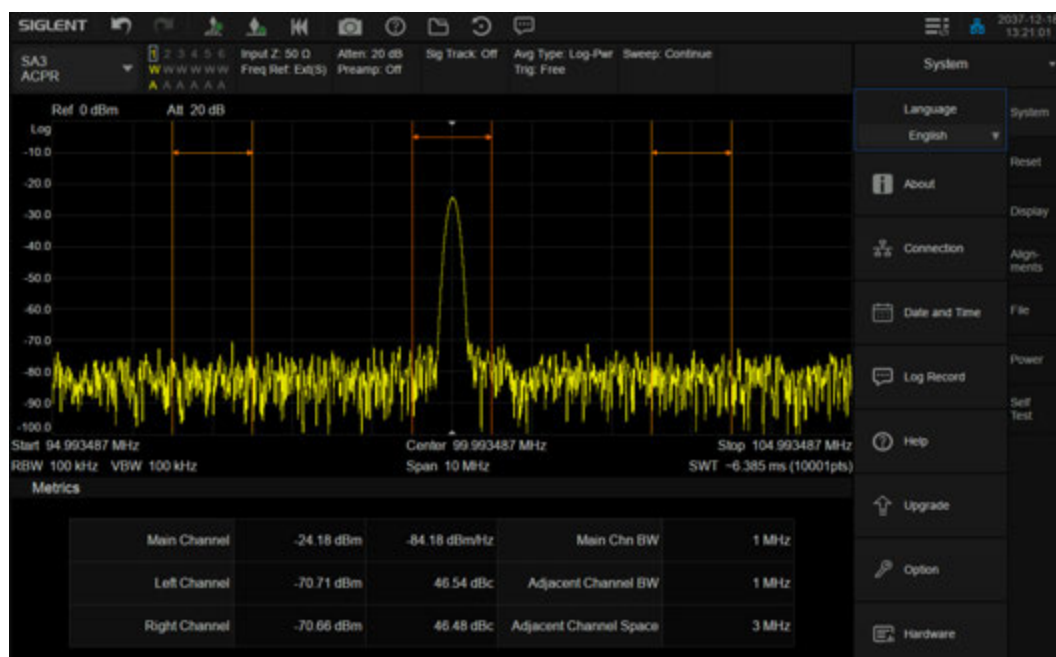 SIGLENT
2037-12-16
13:21:01
SA3
ACPR
1 2 3 4 5 6
W W W W W W
A A A A A A
Input Z: 50 Ω
Freq Ref: Ext(S)
Atten: 20 dB
Preamp: Off
Sig Track: Off
Avg Type: Log-Pwr
Trig: Free
Sweep: Continue
Ref 0 dBm Att 20 dB
Log
-10.0
-20.0
-30.0
-40.0
-50.0
-60.0
-70.0
-80.0
-90.0
-100.0
Start 94.993487 MHz Center 99.993487 MHz Stop 104.993487 MHz
RBW 100 kHz VBW 100 kHz Span 10 MHz SWT ~6.385 ms (10001pts)
Metrics
Main Channel -24.18 dBm -84.18 dBm/Hz Main Chn BW 1 MHz
Left Channel -70.71 dBm 46.54 dBc Adjacent Channel BW 1 MHz
Right Channel -70.66 dBm 46.48 dBc Adjacent Channel Space 3 MHz
System
Language
English
About
Connection
Date and Time
Log Record
Help
Upgrade
Option
Hardware
System
Reset
Display
Align-
ments
File
Power
Self
Test